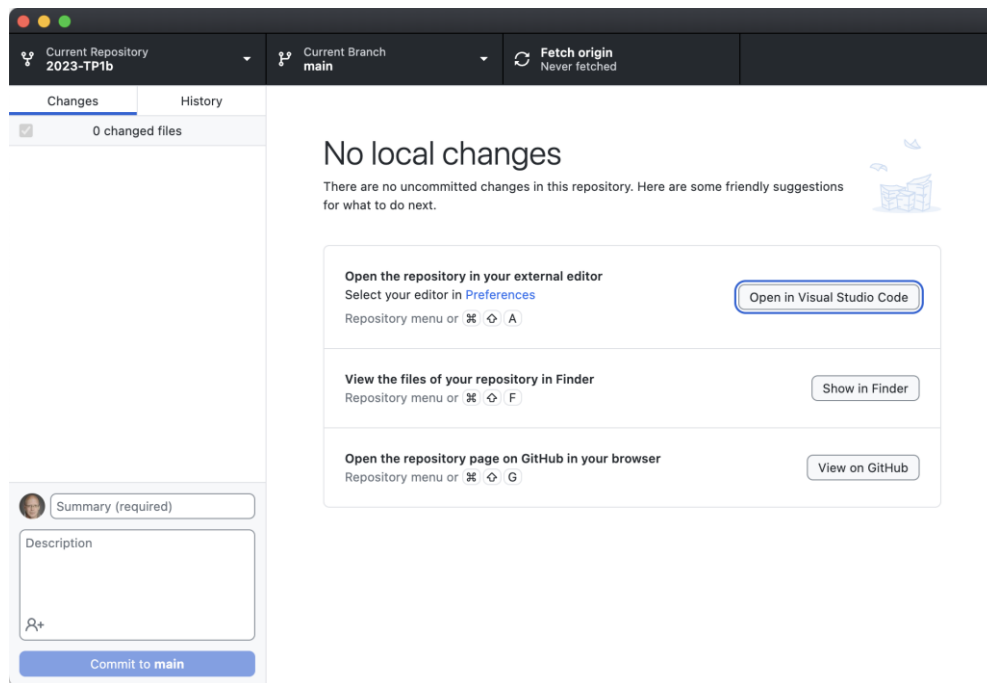 Current Repository
2023-TP1b
Current Branch
main
Fetch origin
Never fetched
Changes
History
0 changed files
No local changes
There are no uncommitted changes in this repository. Here are some friendly suggestions
for what to do next.
Open the repository in your external editor
Select your editor in Preferences
Repository menu or ⌘ ⇧ A
Open in Visual Studio Code
View the files of your repository in Finder
Repository menu or ⌘ ⇧ F
Show in Finder
Open the repository page on GitHub in your browser
Repository menu or ⌘ ⇧ G
View on GitHub
Summary (required)
Description
Commit to main